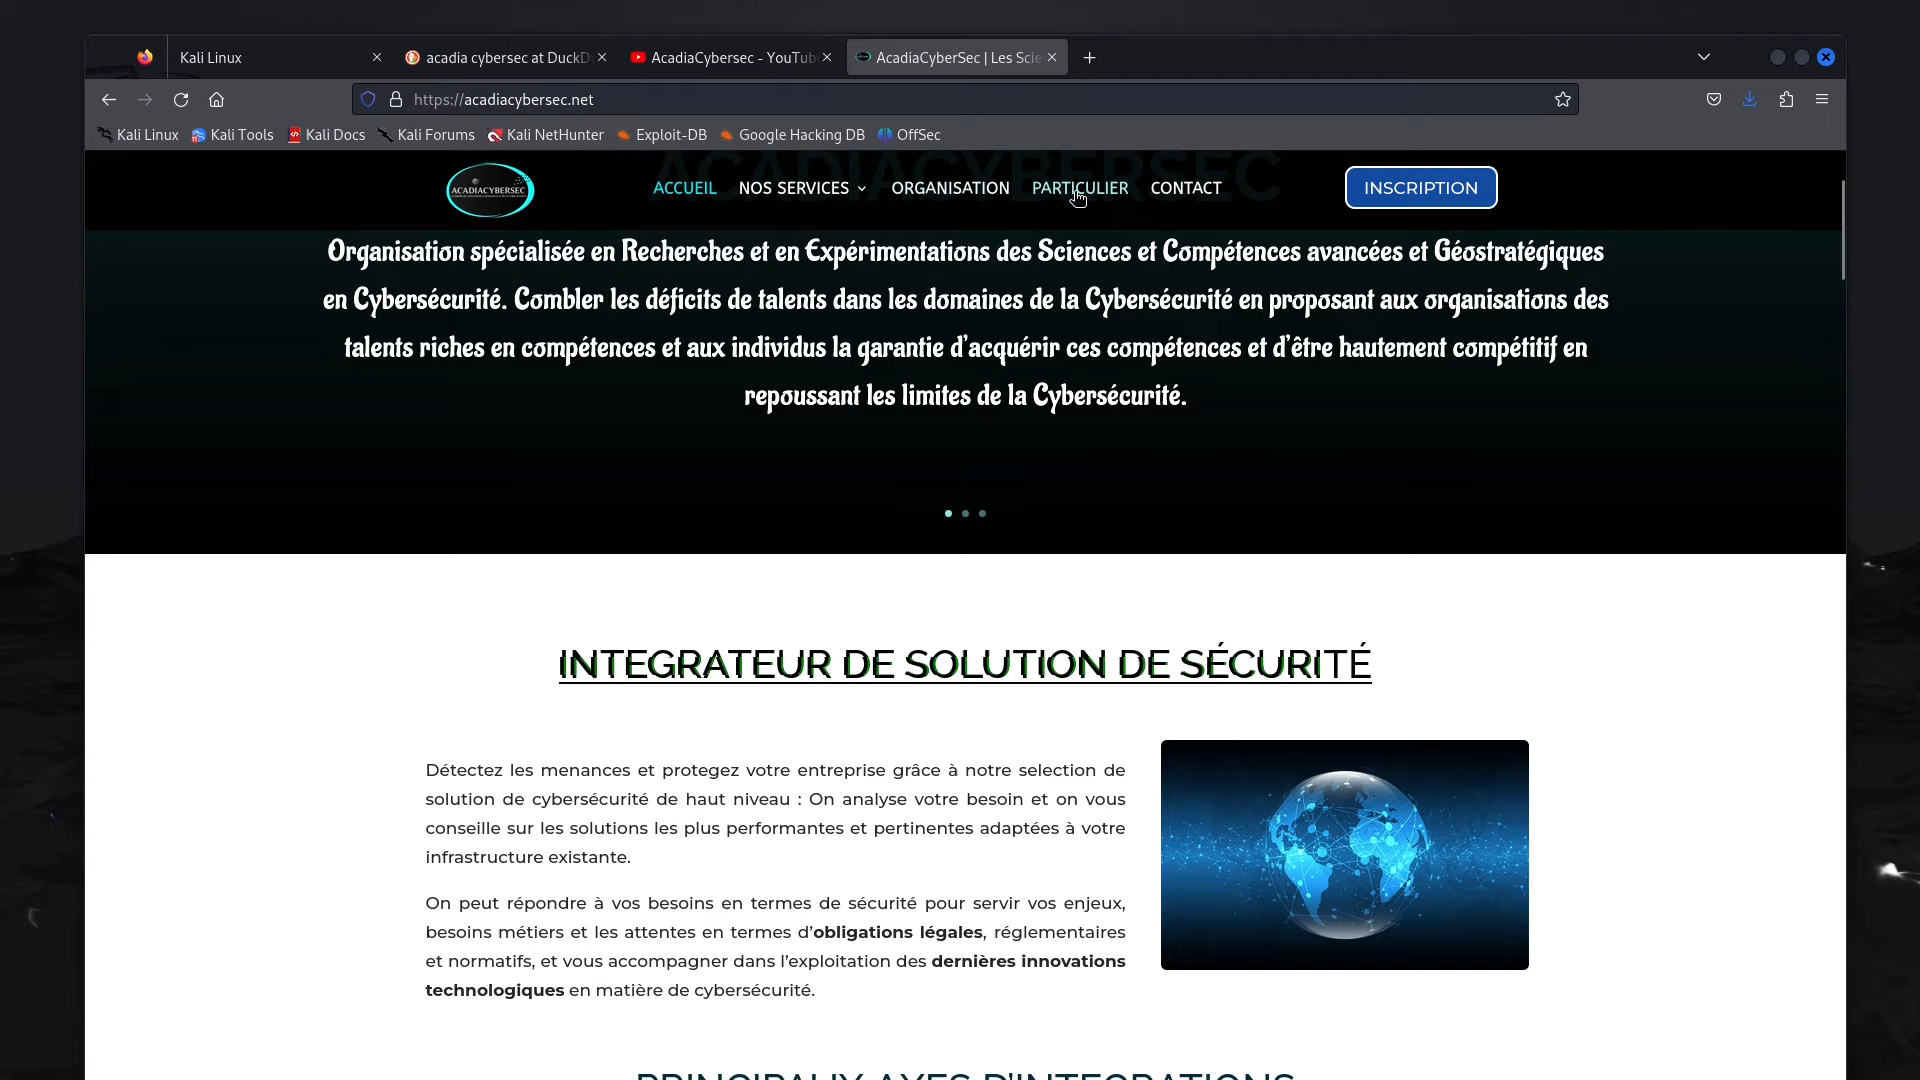 Kali Linux
acadia cybersec at DuckD
AcadiaCybersec - YouTub
AcadiaCyberSec | Les Scie
https://acadiacybersec.net
Kali Linux
Kali Tools
Kali Docs
Kali Forums
Kali NetHunter
Exploit-DB
Google Hacking DB
OffSec
ACADIACYBERSEC
ACADIACYBERSEC
ACCUEIL
NOS SERVICES
ORGANISATION
PARTICULIER
CONTACT
INSCRIPTION
Organisation spécialisée en Recherches et en Expérimentations des Sciences et Compétences avancées et Géostratégiques
en Cybersécurité. Combler les déficits de talents dans les domaines de la Cybersécurité en proposant aux organisations des
talents riches en compétences et aux individus la garantie d’acquérir ces compétences et d’être hautement compétitif en
repoussant les limites de la Cybersécurité.
INTEGRATEUR DE SOLUTION DE SÉCURITÉ
Détectez les menances et protegez votre entreprise grâce à notre selection de
solution de cybersécurité de haut niveau : On analyse votre besoin et on vous
conseille sur les solutions les plus performantes et pertinentes adaptées à votre
infrastructure existante.
On peut répondre à vos besoins en termes de sécurité pour servir vos enjeux,
besoins métiers et les attentes en termes d’obligations légales, réglementaires
et normatifs, et vous accompagner dans l’exploitation des dernières innovations
technologiques en matière de cybersécurité.
PRINCIPAUX AXES D’INTEGRATIONS